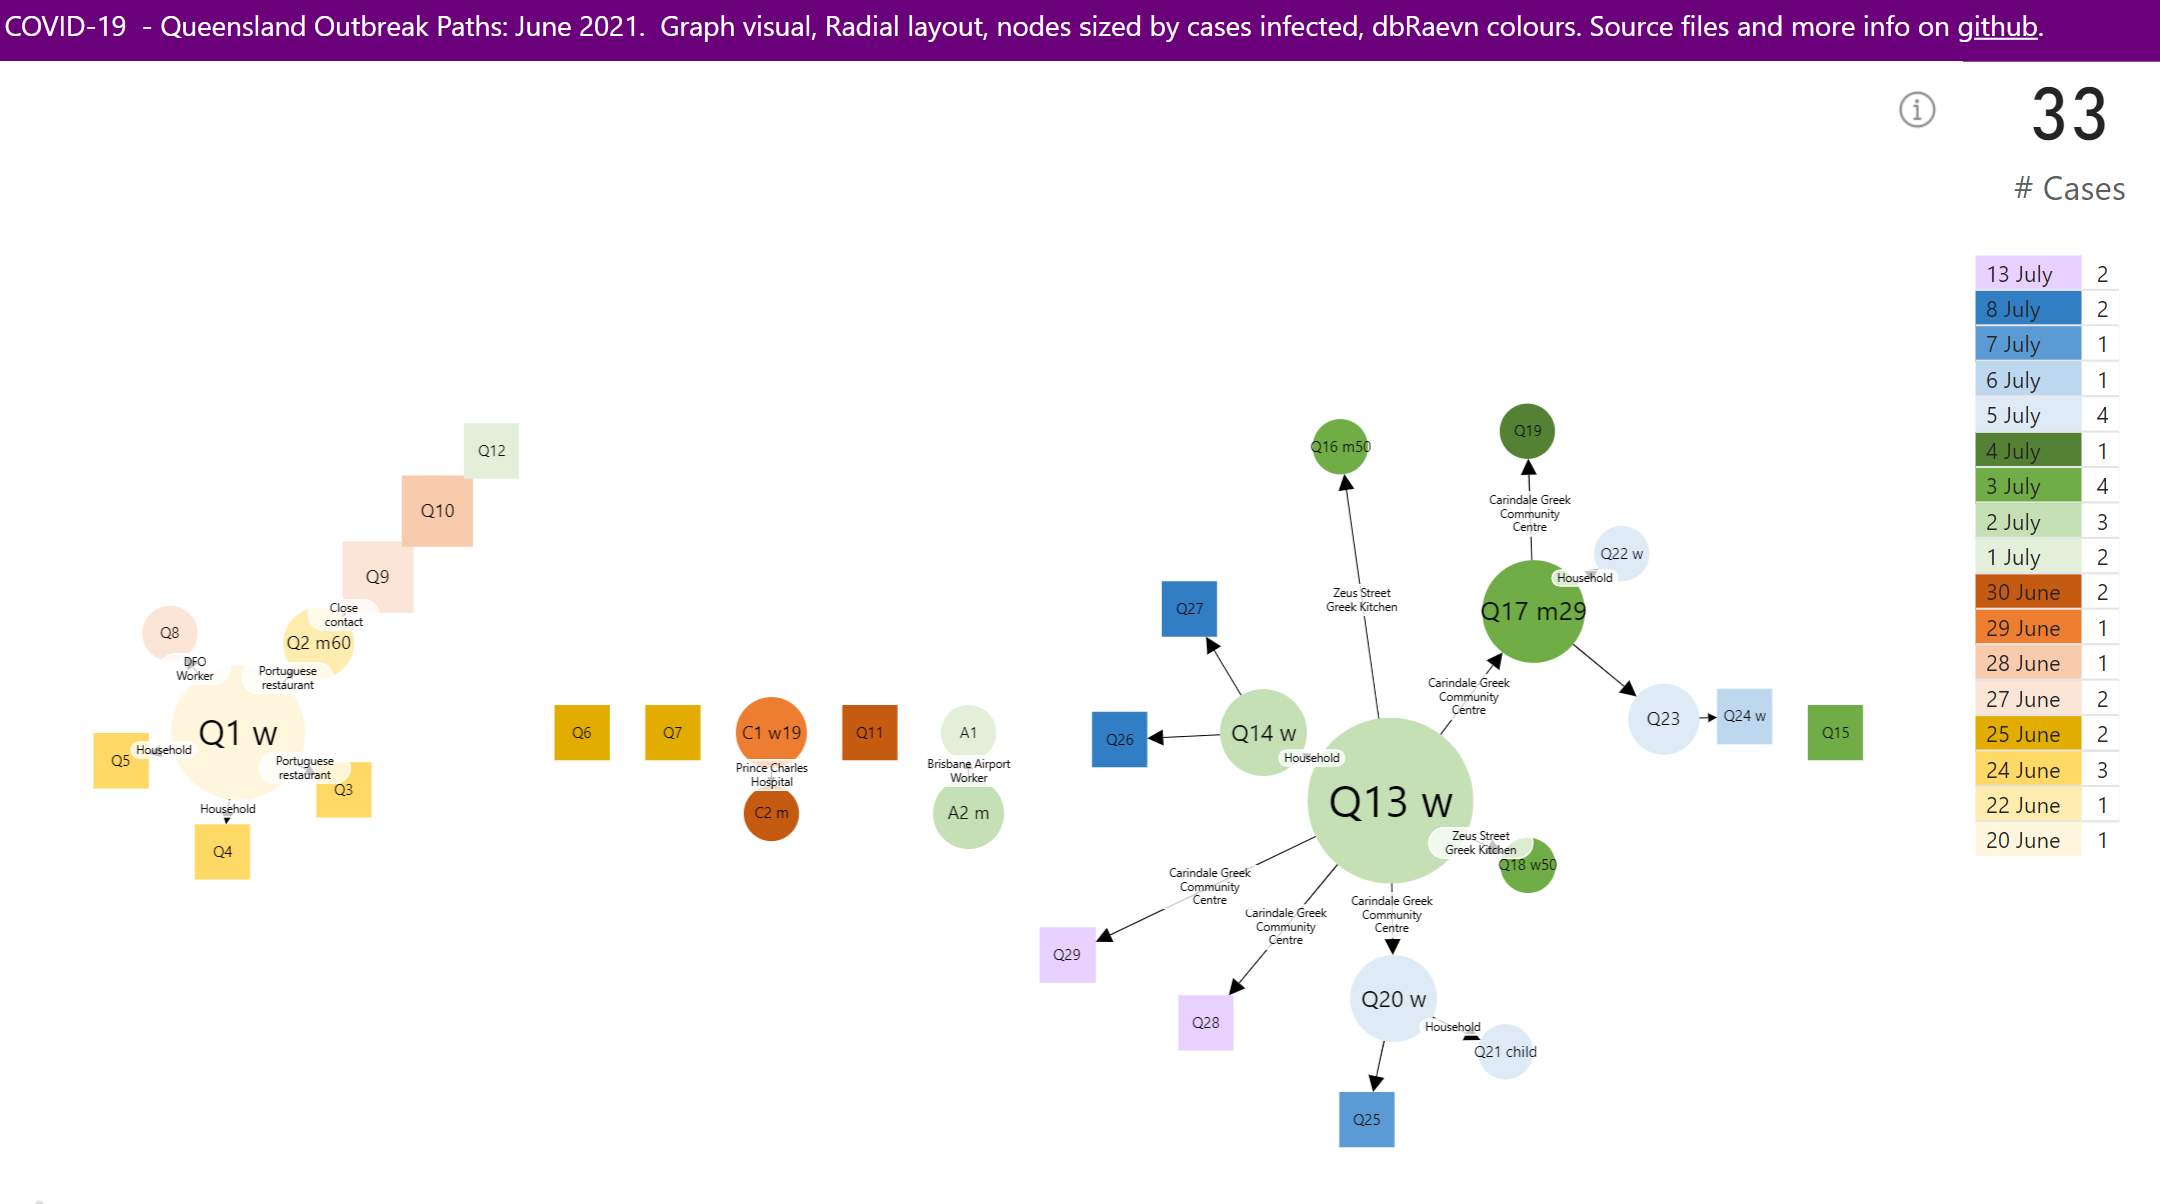 COVID-19 - Queensland Outbreak Paths: June 2021. Graph visual, Radial layout, nodes sized by cases infected, dbRaevn colours. Source files and more info on github.
33
# Cases
13 July 2
8 July 2
7 July 1
6 July 1
5 July 4
4 July 1
3 July 4
2 July 3
1 July 2
30 June 2
29 June 1
28 June 1
27 June 2
25 June 2
24 June 3
22 June 1
20 June 1
Q12
Q10
Q9
Close
contact
Q8
Q2 m60
DFO
Worker
Portuguese
restaurant
Q1 w
Household
Q5
Portuguese
restaurant
Q3
Household
Q4
Q6
Q7
C1 w19
Prince Charles
Hospital
C2 m
Q11
A1
Brisbane Airport
Worker
A2 m
Q16 m50
Q19
Carindale Greek
Community
Centre
Q22 w
Household
Zeus Street
Greek Kitchen
Q27
Q17 m29
Carindale Greek
Community
Centre
Q26
Q14 w
Household
Q23
Q24 w
Q15
Q13 w
Zeus Street
Greek Kitchen
Q18 w50
Carindale Greek
Community
Centre
Carindale Greek
Community
Centre
Carindale Greek
Community
Centre
Q29
Q28
Q20 w
Household
Q21 child
Q25